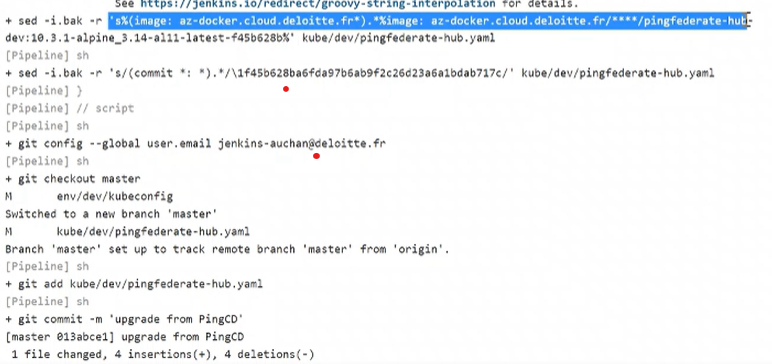 See https://jenkins.io/redirect/groovy-string-interpolation for details.
+ sed -i.bak -r 's%(image: az-docker.cloud.deloitte.fr*).*%image: az-docker.cloud.deloitte.fr/****/pingfederate-hub-
dev:10.3.1-alpine_3.14-al11-latest-f45b628b%' kube/dev/pingfederate-hub.yaml
[Pipeline] sh
+ sed -i.bak -r 's/(commit *: *).*/\1f45b628ba6fda97b6ab9f2c26d23a6a1bdab717c/' kube/dev/pingfederate-hub.yaml
[Pipeline] }
[Pipeline] // script
[Pipeline] sh
+ git config --global user.email jenkins-auchan@deloitte.fr
[Pipeline] sh
+ git checkout master
M env/dev/kubeconfig
Switched to a new branch 'master'
M kube/dev/pingfederate-hub.yaml
Branch 'master' set up to track remote branch 'master' from 'origin'.
[Pipeline] sh
+ git add kube/dev/pingfederate-hub.yaml
[Pipeline] sh
+ git commit -m 'upgrade from PingCD'
[master 013abce1] upgrade from PingCD
1 file changed, 4 insertions(+), 4 deletions(-)